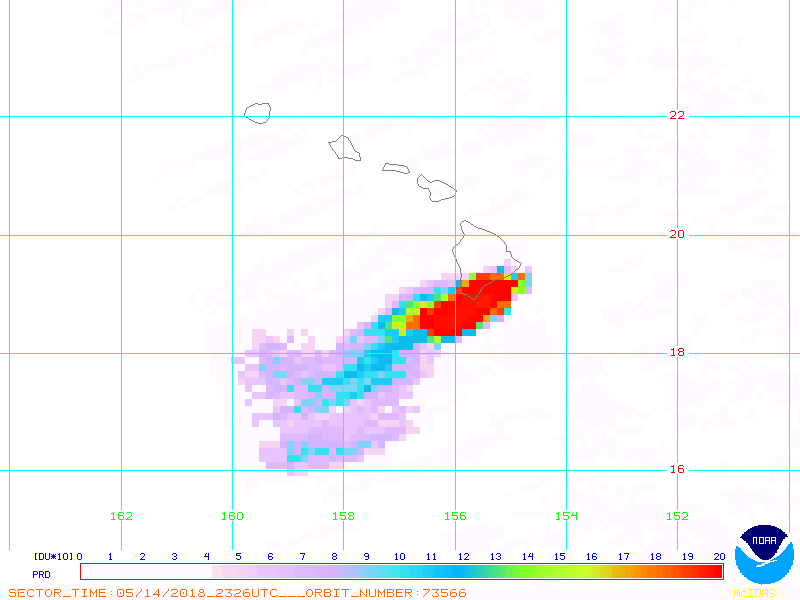 22
20
18
16
162 160 158 156 154 152
[DU*10] 0 1 2 3 4 5 6 7 8 9 10 11 12 13 14 15 16 17 18 19 20
PRD
NOAA
McIDAS
SECTOR_TIME:05/14/2018_2326UTC___ORBIT_NUMBER:73566